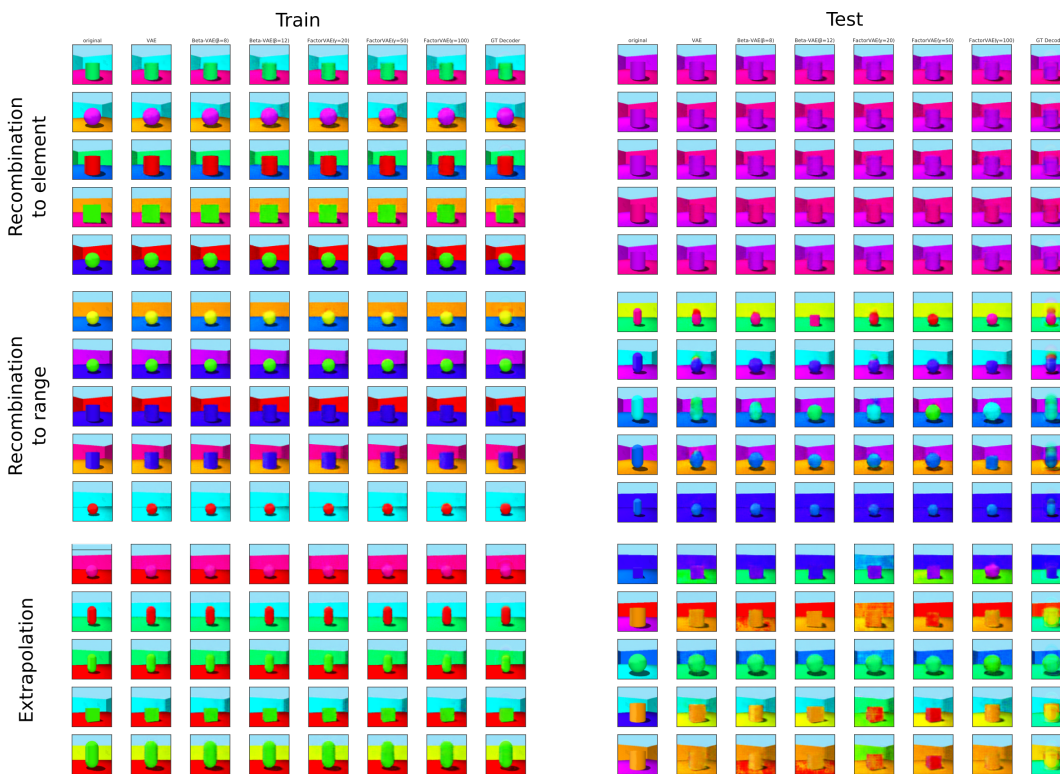 Train
Test
original VAE Beta-VAE(β=8) Beta-VAE(β=12) FactorVAE(γ=20) FactorVAE(γ=50) FactorVAE(γ=100) GT Decoder
original VAE Beta-VAE(β=8) Beta-VAE(β=12) FactorVAE(γ=20) FactorVAE(γ=50) FactorVAE(γ=100) GT Decod
Recombination
to element
Recombination
to range
Extrapolation